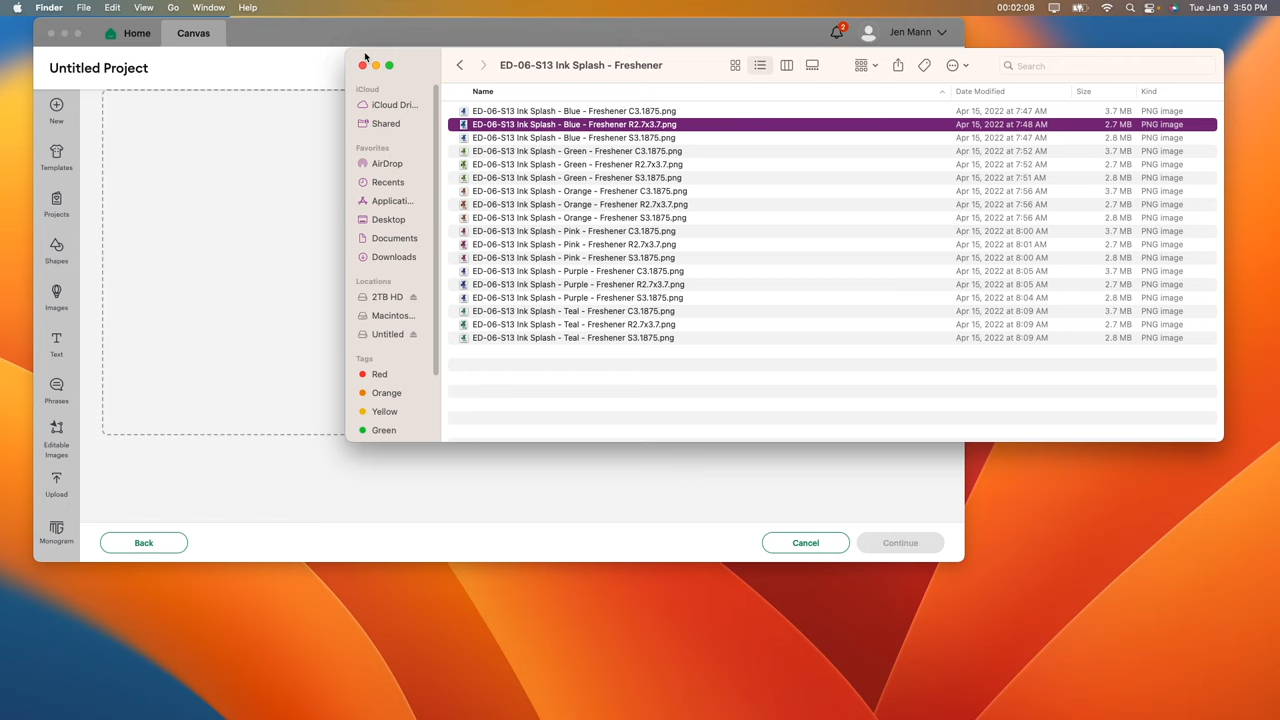 Finder File Edit View Go Window Help
00:02:08
Tue Jan 9 3:50 PM
Home
Canvas
2
Jen Mann
Untitled Project
New
Templates
Projects
Shapes
Images
Text
Phrases
Editable
Images
Upload
Monogram
Back
Cancel
Continue
iCloud
iCloud Dri...
Shared
Favorites
AirDrop
Recents
Applicati...
Desktop
Documents
Downloads
Locations
2TB HD
Macintos...
Untitled
Tags
Red
Orange
Yellow
Green
ED-06-S13 Ink Splash - Freshener
Search
Name Date Modified Size Kind
ED-06-S13 Ink Splash - Blue - Freshener C3.1875.png Apr 15, 2022 at 7:47 AM 3.7 MB PNG image
ED-06-S13 Ink Splash - Blue - Freshener R2.7x3.7.png Apr 15, 2022 at 7:48 AM 2.7 MB PNG image
ED-06-S13 Ink Splash - Blue - Freshener S3.1875.png Apr 15, 2022 at 7:47 AM 2.8 MB PNG image
ED-06-S13 Ink Splash - Green - Freshener C3.1875.png Apr 15, 2022 at 7:52 AM 3.7 MB PNG image
ED-06-S13 Ink Splash - Green - Freshener R2.7x3.7.png Apr 15, 2022 at 7:52 AM 2.7 MB PNG image
ED-06-S13 Ink Splash - Green - Freshener S3.1875.png Apr 15, 2022 at 7:51 AM 2.8 MB PNG image
ED-06-S13 Ink Splash - Orange - Freshener C3.1875.png Apr 15, 2022 at 7:56 AM 3.7 MB PNG image
ED-06-S13 Ink Splash - Orange - Freshener R2.7x3.7.png Apr 15, 2022 at 7:56 AM 2.7 MB PNG image
ED-06-S13 Ink Splash - Orange - Freshener S3.1875.png Apr 15, 2022 at 7:56 AM 2.8 MB PNG image
ED-06-S13 Ink Splash - Pink - Freshener C3.1875.png Apr 15, 2022 at 8:00 AM 3.7 MB PNG image
ED-06-S13 Ink Splash - Pink - Freshener R2.7x3.7.png Apr 15, 2022 at 8:01 AM 2.7 MB PNG image
ED-06-S13 Ink Splash - Pink - Freshener S3.1875.png Apr 15, 2022 at 8:00 AM 2.8 MB PNG image
ED-06-S13 Ink Splash - Purple - Freshener C3.1875.png Apr 15, 2022 at 8:05 AM 3.7 MB PNG image
ED-06-S13 Ink Splash - Purple - Freshener R2.7x3.7.png Apr 15, 2022 at 8:05 AM 2.7 MB PNG image
ED-06-S13 Ink Splash - Purple - Freshener S3.1875.png Apr 15, 2022 at 8:04 AM 2.8 MB PNG image
ED-06-S13 Ink Splash - Teal - Freshener C3.1875.png Apr 15, 2022 at 8:09 AM 3.7 MB PNG image
ED-06-S13 Ink Splash - Teal - Freshener R2.7x3.7.png Apr 15, 2022 at 8:09 AM 2.7 MB PNG image
ED-06-S13 Ink Splash - Teal - Freshener S3.1875.png Apr 15, 2022 at 8:09 AM 2.8 MB PNG image